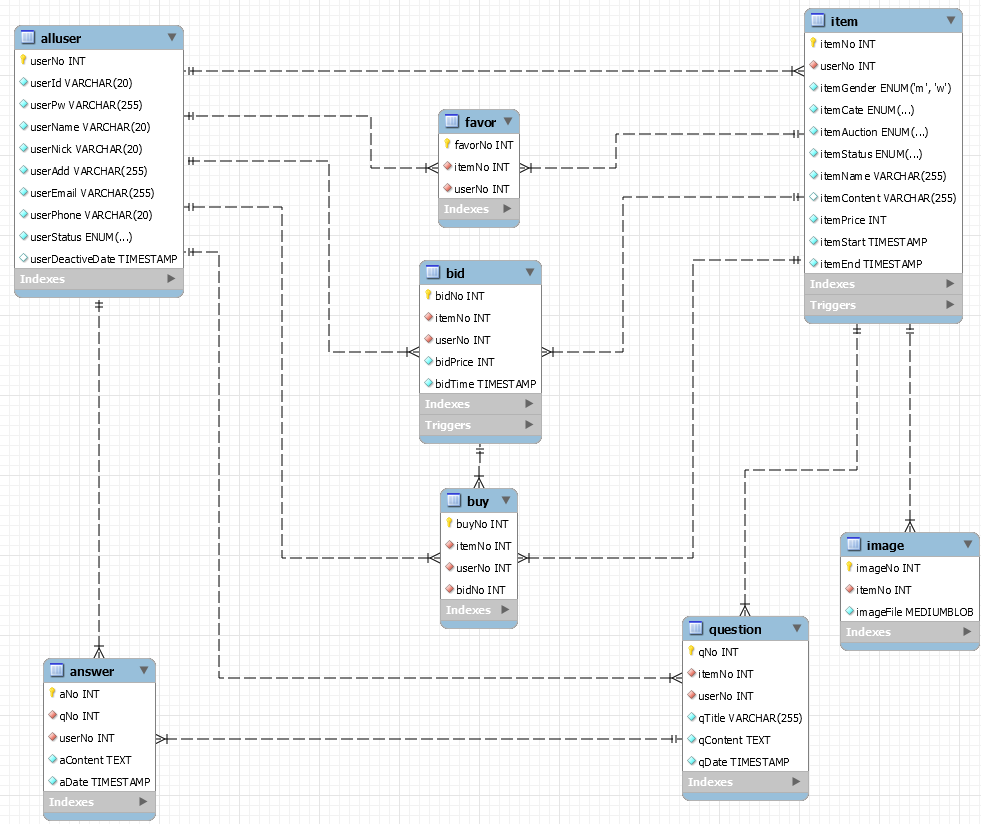 alluser
userNo INT
userId VARCHAR(20)
userPw VARCHAR(255)
userName VARCHAR(20)
userNick VARCHAR(20)
userAdd VARCHAR(255)
userEmail VARCHAR(255)
userPhone VARCHAR(20)
userStatus ENUM(...)
userDeactiveDate TIMESTAMP
Indexes
favor
favorNo INT
itemNo INT
userNo INT
Indexes
item
itemNo INT
userNo INT
itemGender ENUM('m', 'w')
itemCate ENUM(...)
itemAuction ENUM(...)
itemStatus ENUM(...)
itemName VARCHAR(255)
itemContent VARCHAR(255)
itemPrice INT
itemStart TIMESTAMP
itemEnd TIMESTAMP
Indexes
Triggers
bid
bidNo INT
itemNo INT
userNo INT
bidPrice INT
bidTime TIMESTAMP
Indexes
Triggers
buy
buyNo INT
itemNo INT
userNo INT
bidNo INT
Indexes
image
imageNo INT
itemNo INT
imageFile MEDIUMBLOB
Indexes
question
qNo INT
itemNo INT
userNo INT
qTitle VARCHAR(255)
qContent TEXT
qDate TIMESTAMP
Indexes
answer
aNo INT
qNo INT
userNo INT
aContent TEXT
aDate TIMESTAMP
Indexes